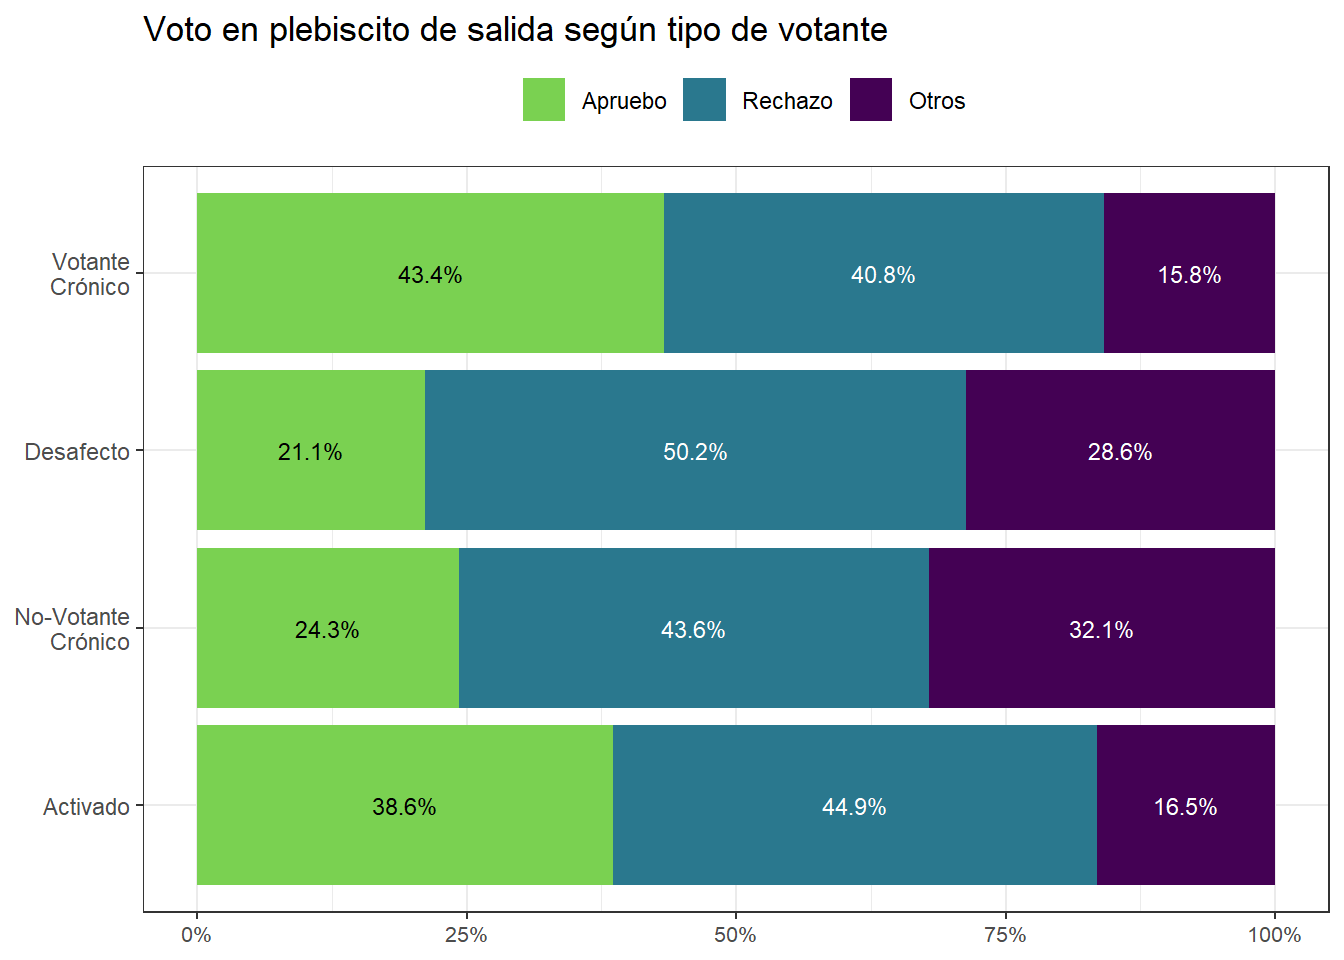 Voto en plebiscito de salida según tipo de votante
Apruebo Rechazo Otros
Votante
Crónico
43.4% 40.8% 15.8%
Desafecto
21.1% 50.2% 28.6%
No-Votante
Crónico
24.3% 43.6% 32.1%
Activado
38.6% 44.9% 16.5%
0% 25% 50% 75% 100%